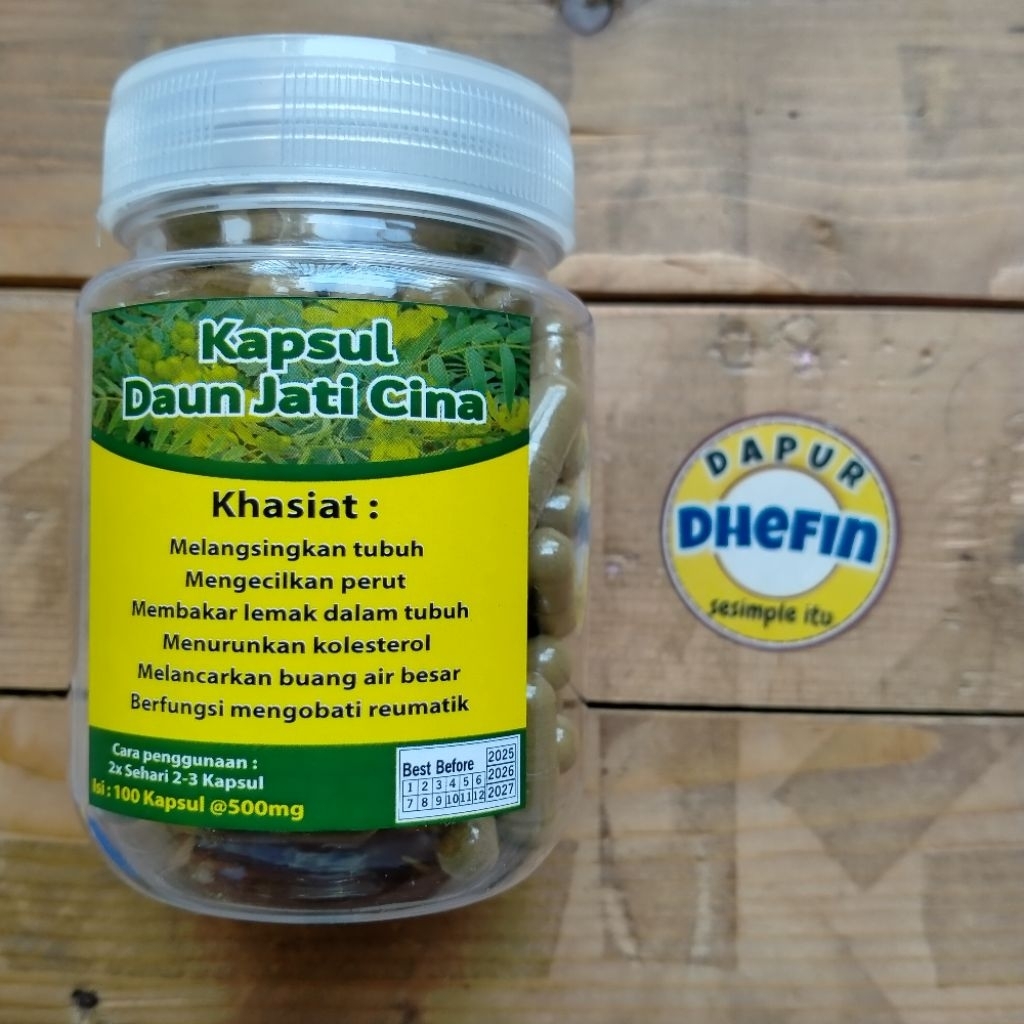 Kapsul
Daun Jati Cina
Khasiat :
Melangsingkan tubuh
Mengecilkan perut
Membakar lemak dalam tubuh
Menurunkan kolesterol
Melancarkan buang air besar
Berfungsi mengobati reumatik
Cara penggunaan :
2x Sehari 2-3 Kapsul
Isi : 100 Kapsul @500mg
Best Before
1 2 3 4 5 6
7 8 9 10 11 12
2025
2026
2027
DAPUR
DHeFin
sesimple itu